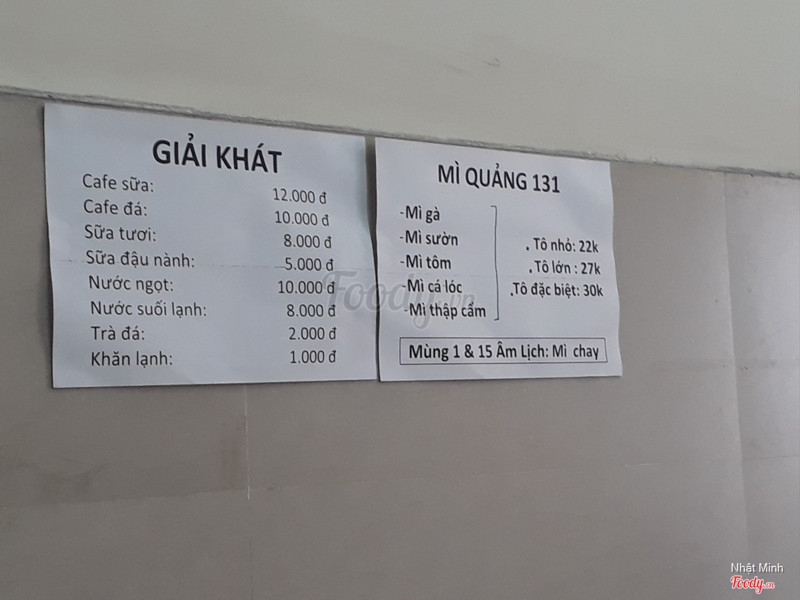 GIẢI KHÁT
Cafe sữa: 12.000 đ
Cafe đá: 10.000 đ
Sữa tươi: 8.000 đ
Sữa đậu nành: 5.000 đ
Nước ngọt: 10.000 đ
Nước suối lạnh: 8.000 đ
Trà đá: 2.000 đ
Khăn lạnh: 1.000 đ
MÌ QUẢNG 131
-Mì gà
-Mì sườn
-Mì tôm
-Mì cá lóc
-Mì thập cẩm
. Tô nhỏ: 22k
. Tô lớn : 27k
.Tô đặc biệt: 30k
Mùng 1 & 15 Âm Lịch: Mì chay
Foody.vn
Nhật Minh
Foody.vn